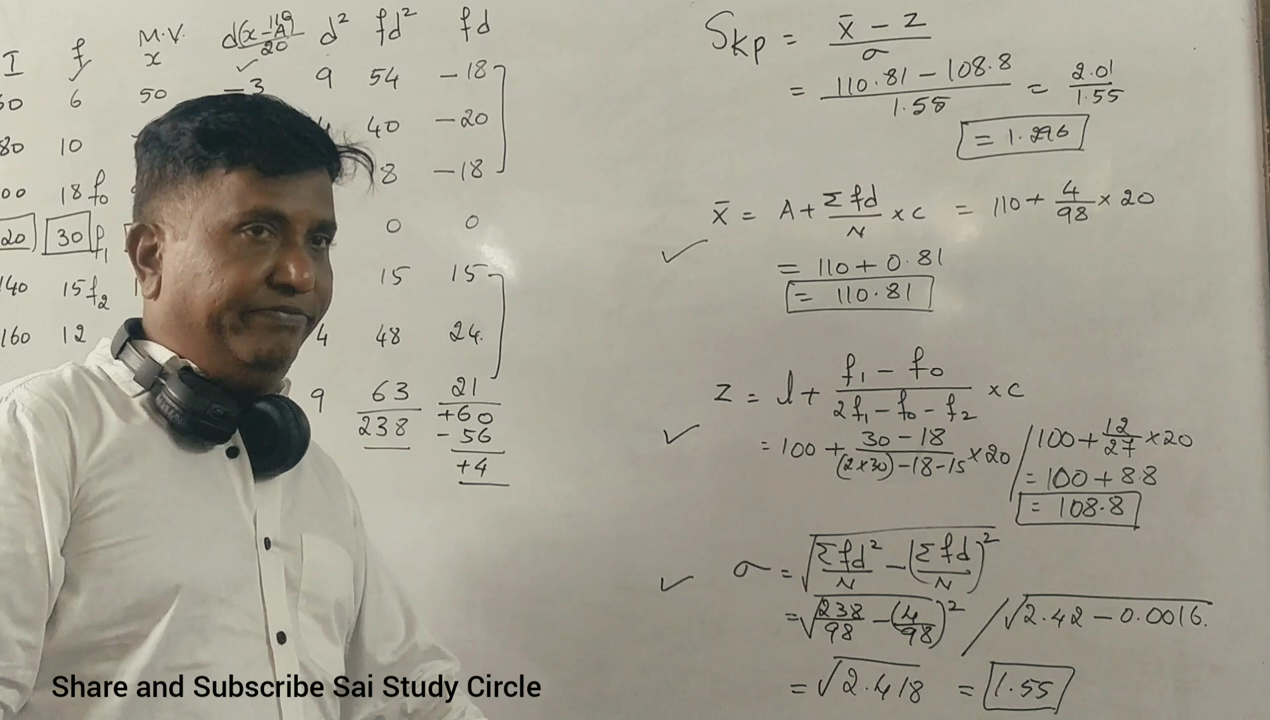 I f M.V. x d(x-A)/20 110 d² fd² fd
6 50 -3 9 54 -18
80 10 40 -20
00 18 f₀ 8 -18
20 30 f₁ 0 0
140 15 f₂ 15 15
160 12 4 48 24
9 63 21
238 +60
- 56
+4
Skp = (x̄ - Z)/σ
= (110.81 - 108.8)/1.55 = 2.01/1.55
= 1.296
x̄ = A + Σfd/N × c = 110 + 4/98 × 20
= 110 + 0.81
= 110.81
Z = l + (f₁ - f₀)/(2f₁ - f₀ - f₂) × c
= 100 + (30 - 18)/((2×30) - 18 - 15) × 20 / 100 + 12/27 × 20
= 100 + 8.8
= 108.8
σ = √(Σfd²/N - (Σfd/N)²)
= √(238/98 - (4/98)²) / √(2.42 - 0.0016)
= √2.418 = 1.55
Share and Subscribe Sai Study Circle